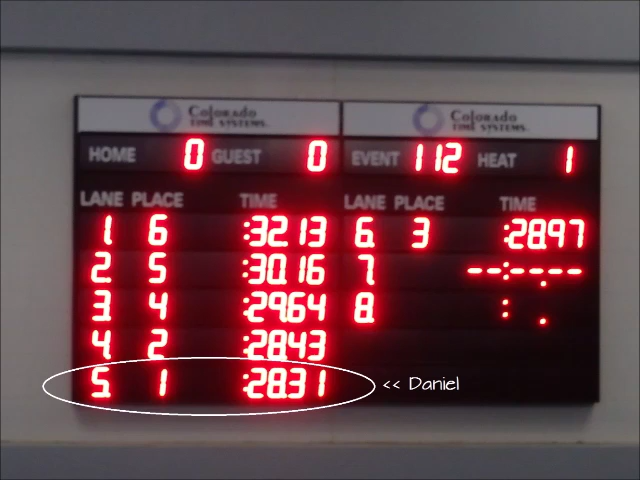 Colorado
TIME SYSTEMS
Colorado
TIME SYSTEMS
HOME 0 GUEST 0
EVENT 112 HEAT 1
LANE PLACE TIME
1. 6 :32.13
2. 5 :30.16
3. 4 :29.64
4. 2 :28.43
5. 1 :28.31
LANE PLACE TIME
6. 3 :28.97
7. --:--.--
8. : .
<< Daniel